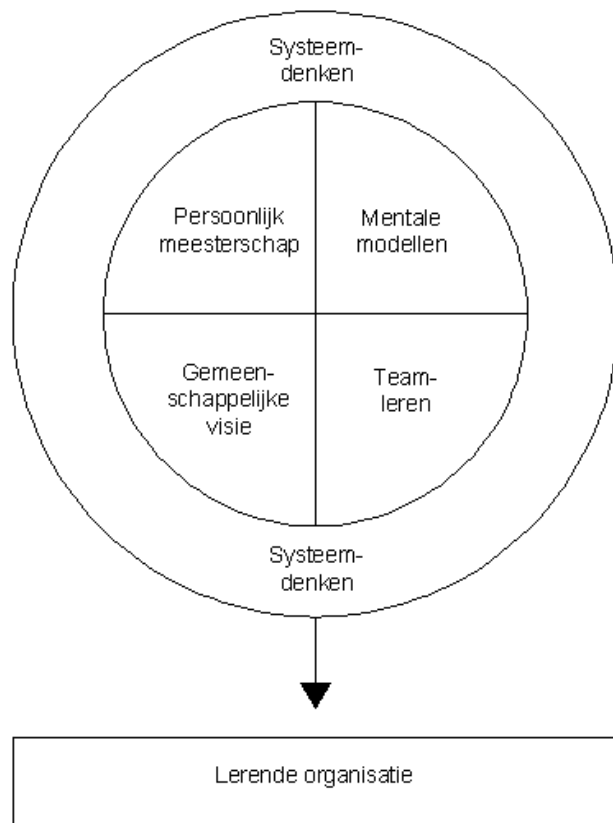 Systeem-
denken
Persoonlijk
meesterschap
Mentale
modellen
Gemeen-
schappelijke
visie
Team-
leren
Systeem-
denken
Lerende organisatie